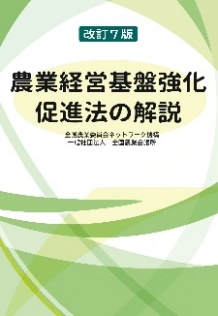 改訂7版
農業経営基盤強化
促進法の解説
全国農業委員会ネットワーク機構
一般社団法人 全国農業会議所